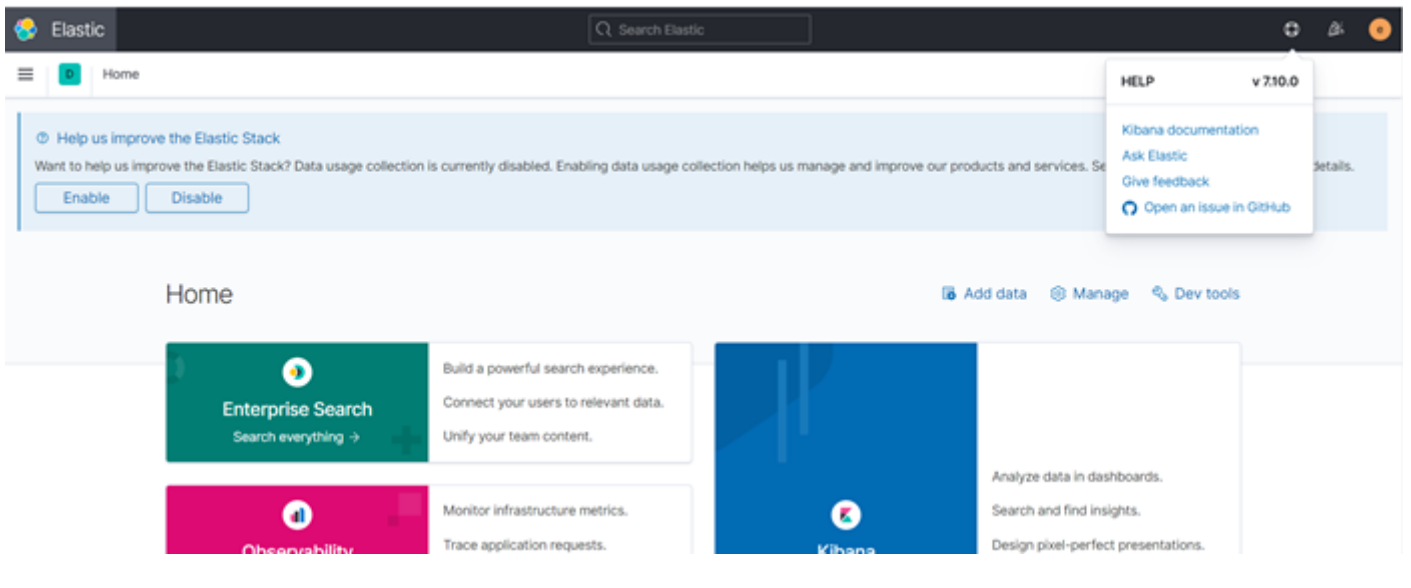 Elastic
Search Elastic
e
D
Home
HELP v 7.10.0
Kibana documentation
Ask Elastic
Give feedback
Open an issue in GitHub
Help us improve the Elastic Stack
Want to help us improve the Elastic Stack? Data usage collection is currently disabled. Enabling data usage collection helps us manage and improve our products and services. Se details.
Enable Disable
Home
Add data Manage Dev tools
Enterprise Search
Search everything →
Build a powerful search experience.
Connect your users to relevant data.
Unify your team content.
Observability
Monitor infrastructure metrics.
Trace application requests.
Kibana
Analyze data in dashboards.
Search and find insights.
Design pixel-perfect presentations.